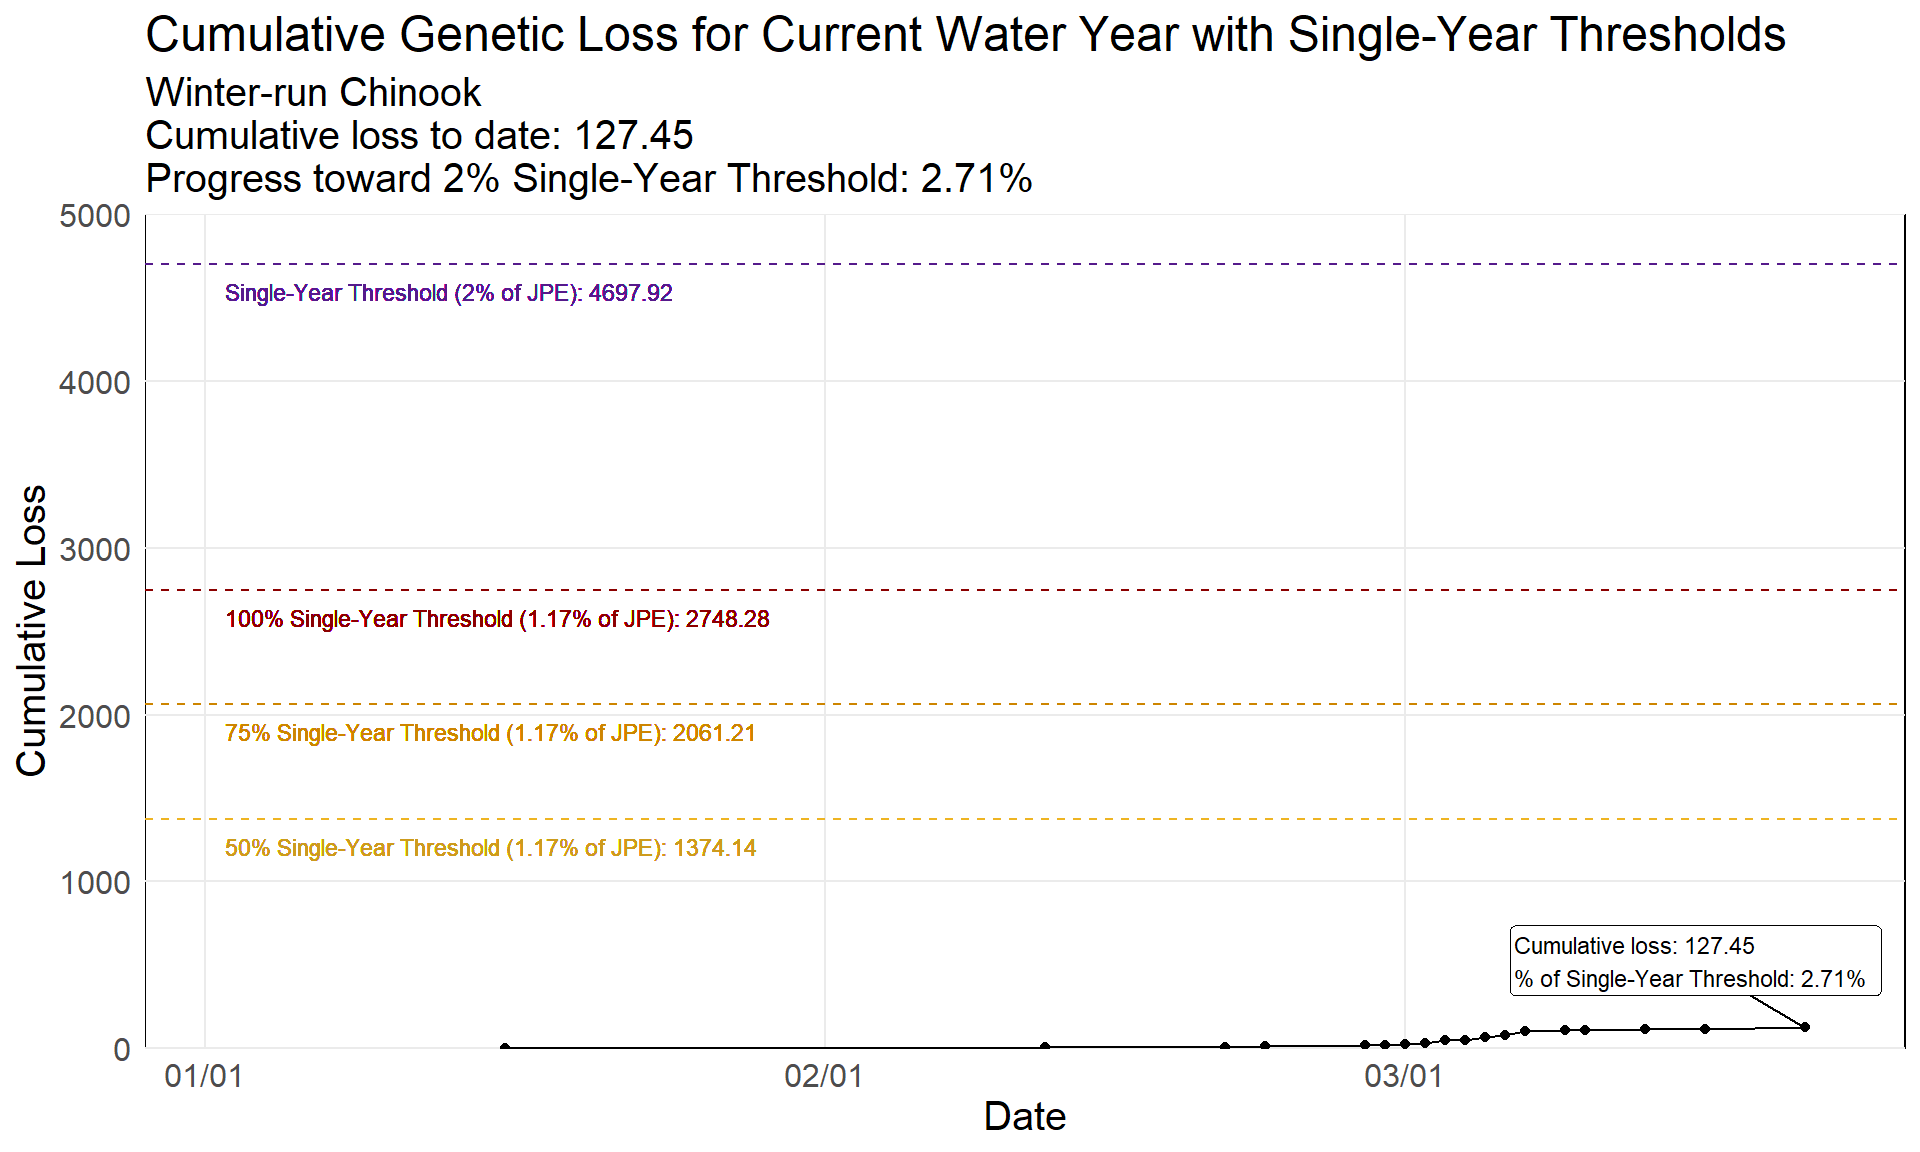 Cumulative Genetic Loss for Current Water Year with Single-Year Thresholds
Winter-run Chinook
Cumulative loss to date: 127.45
Progress toward 2% Single-Year Threshold: 2.71%
5000
Single-Year Threshold (2% of JPE): 4697.92
4000
3000
100% Single-Year Threshold (1.17% of JPE): 2748.28
2000
75% Single-Year Threshold (1.17% of JPE): 2061.21
50% Single-Year Threshold (1.17% of JPE): 1374.14
1000
Cumulative loss: 127.45
% of Single-Year Threshold: 2.71%
0
Cumulative Loss
01/01
02/01
03/01
Date